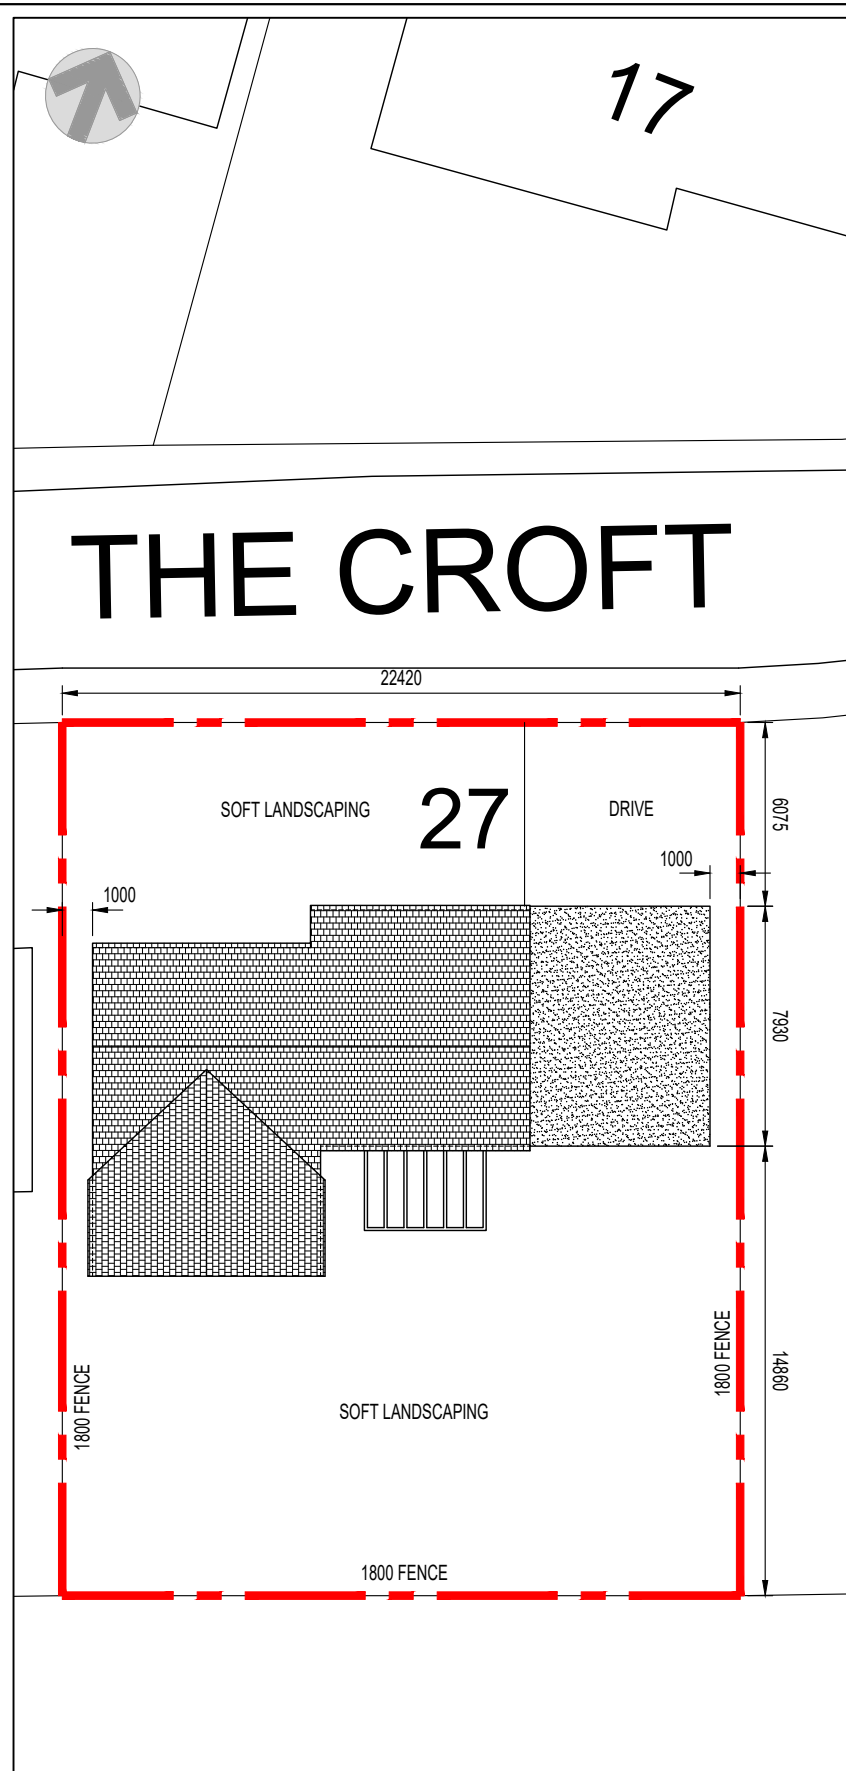 17
THE CROFT
22420
SOFT LANDSCAPING
27
DRIVE
6075
1000
1000
7930
1800 FENCE
1800 FENCE
14860
SOFT LANDSCAPING
1800 FENCE